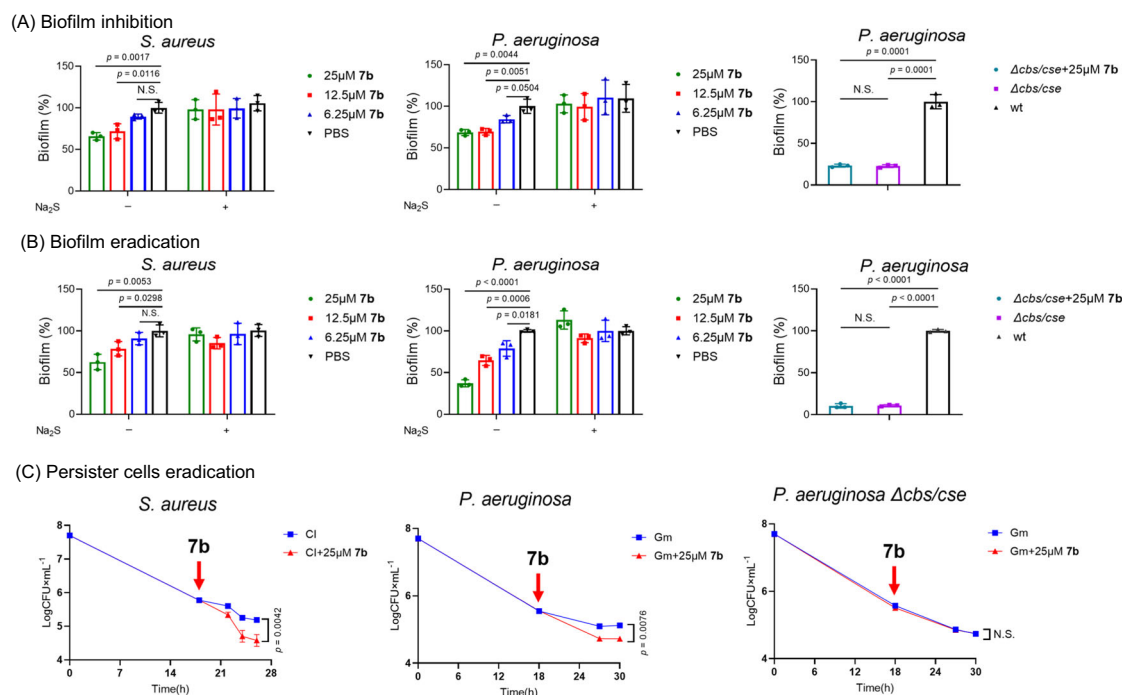 (A) Biofilm inhibition
S. aureus
p = 0.0017
p = 0.0116
N.S.
Biofilm (%)
150
100
50
0
Na₂S
–
+
25μM 7b
12.5μM 7b
6.25μM 7b
PBS
P. aeruginosa
p = 0.0044
p = 0.0051
p = 0.0504
Biofilm (%)
150
100
50
0
Na₂S
–
+
25μM 7b
12.5μM 7b
6.25μM 7b
PBS
P. aeruginosa
p = 0.0001
p = 0.0001
N.S.
Biofilm (%)
150
100
50
0
Δcbs/cse+25μM 7b
Δcbs/cse
wt
(B) Biofilm eradication
S. aureus
p = 0.0053
p = 0.0298
N.S.
Biofilm (%)
150
100
50
0
Na₂S
–
+
25μM 7b
12.5μM 7b
6.25μM 7b
PBS
P. aeruginosa
p < 0.0001
p = 0.0006
p = 0.0181
Biofilm (%)
150
100
50
0
Na₂S
–
+
25μM 7b
12.5μM 7b
6.25μM 7b
PBS
P. aeruginosa
p < 0.0001
p < 0.0001
N.S.
Biofilm (%)
150
100
50
0
Δcbs/cse+25μM 7b
Δcbs/cse
wt
(C) Persister cells eradication
S. aureus
Cl
Cl+25μM 7b
7b
LogCFU×mL⁻¹
8
7
6
5
4
0 7 14 21 28
Time(h)
p = 0.0042
P. aeruginosa
Gm
Gm+25μM 7b
7b
LogCFU×mL⁻¹
8
6
4
0 6 12 18 24 30
Time(h)
p = 0.0076
P. aeruginosa Δcbs/cse
Gm
Gm+25μM 7b
7b
LogCFU×mL⁻¹
8
7
6
5
4
0 6 12 18 24 30
Time(h)
N.S.